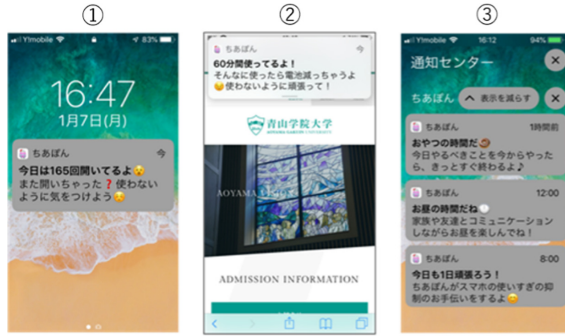 ①
Y!mobile 83%
16:47
1月7日(月)
ちあぽん 今
今日は165回開いてるよ😲
また開いちゃった❓使わない
ように気をつけよう😊
②
ちあぽん 今
60分間使ってるよ!
そんなに使ったら電池減っちゃうよ
😊使わないように頑張って!
青山学院大学
AOYAMA GAKUIN UNIVERSITY
AOYAMA
ADMISSION INFORMATION
③
Y!mobile 16:12 94%
通知センター
ちあぽん 表示を減らす
ちあぽん 1時間前
おやつの時間だ🍪
今日やるべきことを今からやった
ら、きっとすぐ終わるよ♪
ちあぽん 12:00
お昼の時間だね🍚
家族や友達とコミュニケーション
しながらお昼を楽しんでね!
ちあぽん 8:00
今日も1日頑張ろう!
ちあぽんがスマホの使いすぎの抑
制のお手伝いをするよ😊